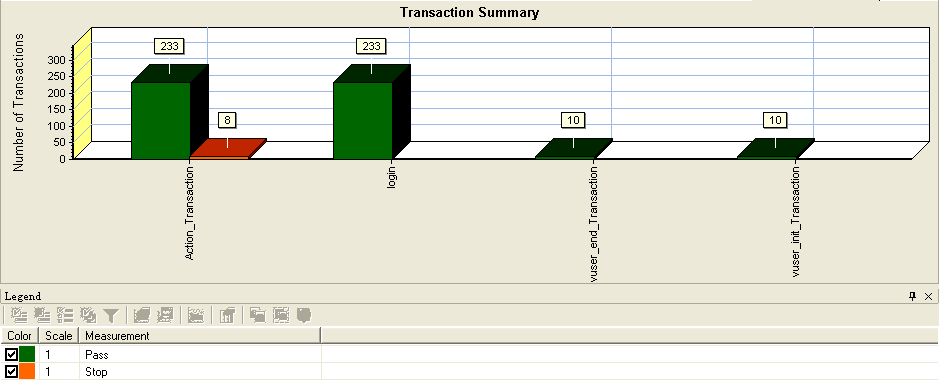 Transaction Summary
Number of Transactions
300
250
200
150
100
50
0
233
8
233
10
10
Action_Transaction
login
vuser_end_Transaction
vuser_init_Transaction
Legend
Color Scale Measurement
1 Pass
1 Stop